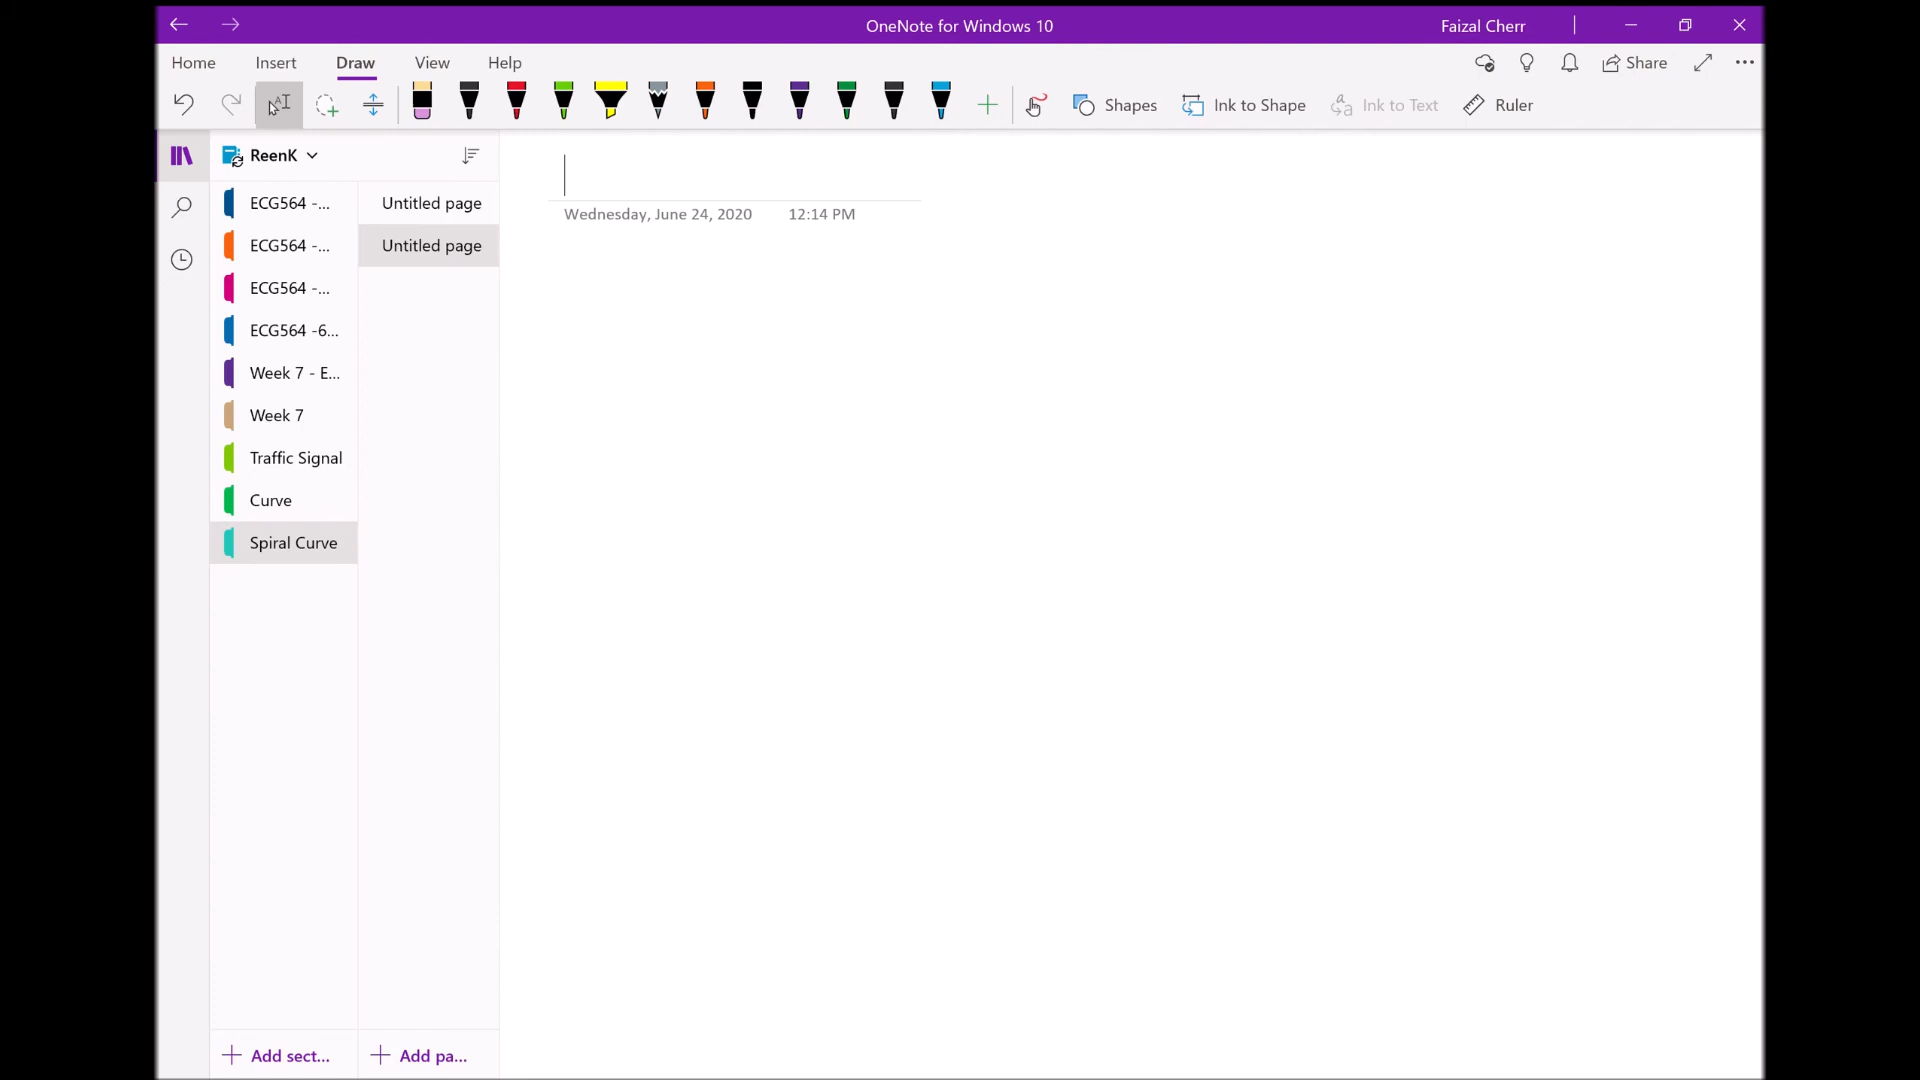 OneNote for Windows 10
Faizal Cherr
Home Insert Draw View Help
Share
Shapes Ink to Shape Ink to Text Ruler
ReenK
ECG564 -...
ECG564 -...
ECG564 -...
ECG564 -6...
Week 7 - E...
Week 7
Traffic Signal
Curve
Spiral Curve
Add sect...
Untitled page
Untitled page
Add pa...
Wednesday, June 24, 2020 12:14 PM